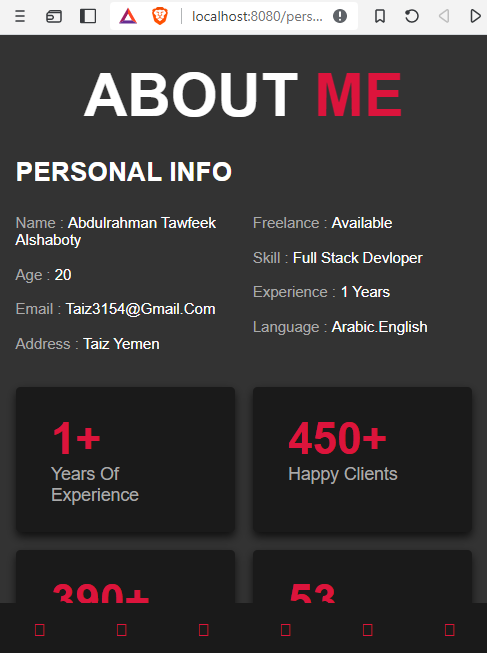 localhost:8080/pers...
ABOUT ME
PERSONAL INFO
Name : Abdulrahman Tawfeek
Alshaboty
Age : 20
Email : Taiz3154@Gmail.Com
Address : Taiz Yemen
Freelance : Available
Skill : Full Stack Devloper
Experience : 1 Years
Language : Arabic.English
1+
Years Of
Experience
450+
Happy Clients
390+
53